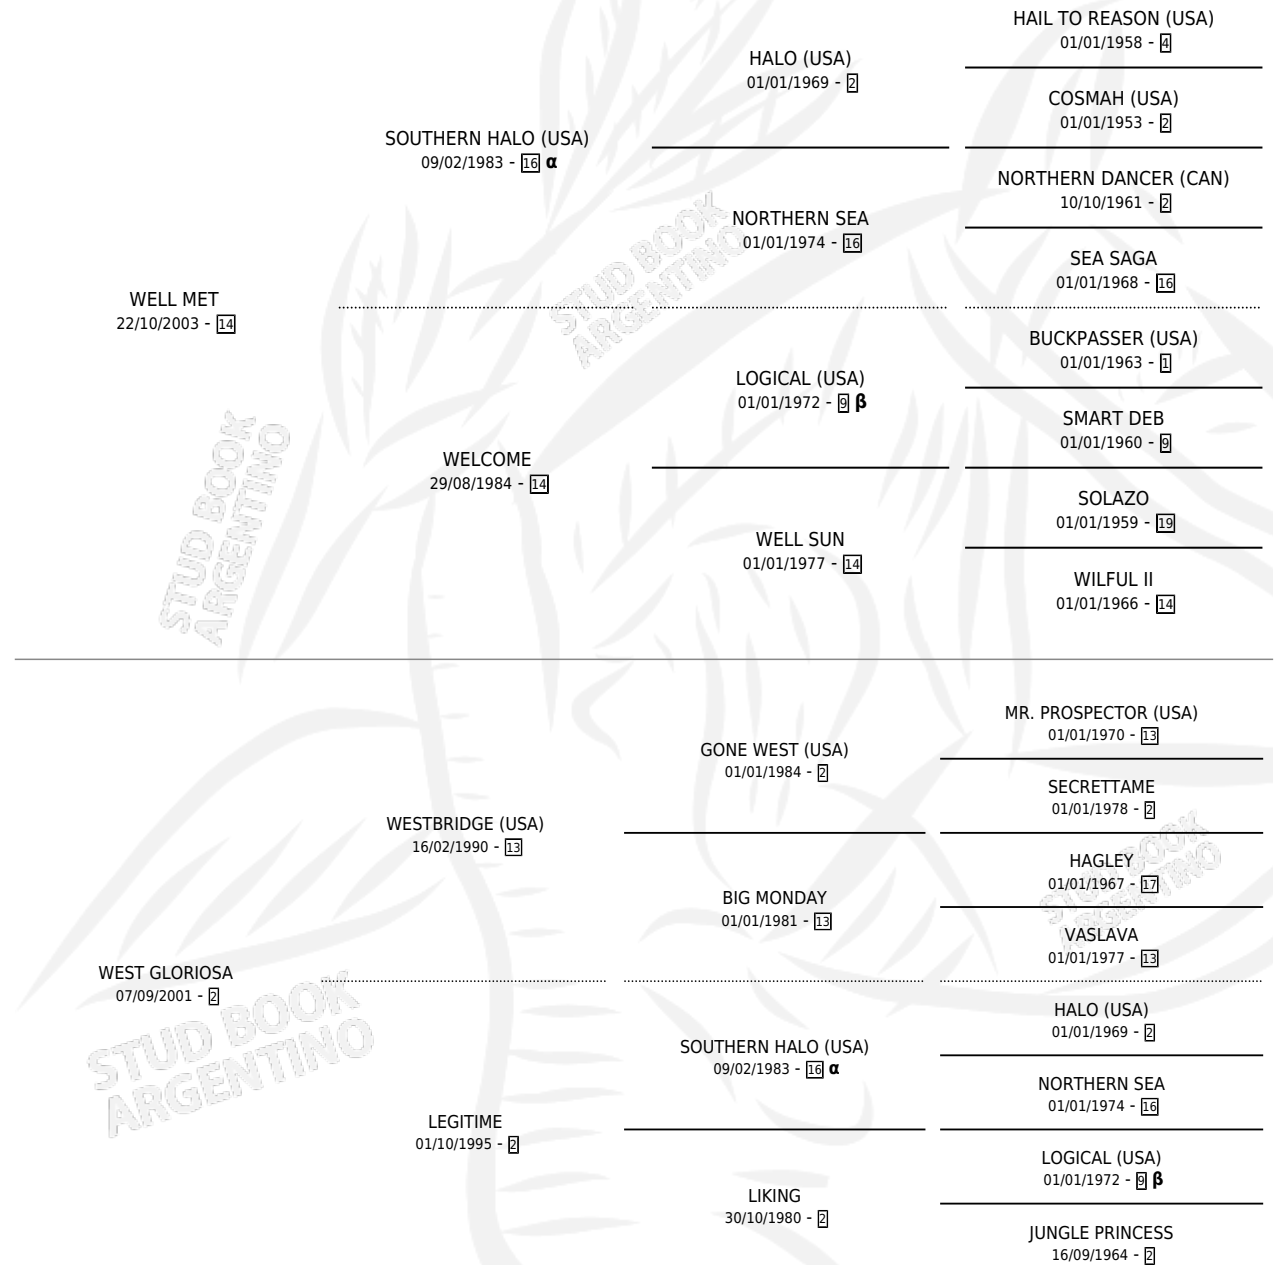 HAIL TO REASON (USA)
01/01/1958 - 4
HALO (USA)
01/01/1969 - 2
COSMAH (USA)
01/01/1953 - 2
SOUTHERN HALO (USA)
09/02/1983 - 16 α
NORTHERN DANCER (CAN)
10/10/1961 - 2
NORTHERN SEA
01/01/1974 - 16
SEA SAGA
01/01/1968 - 16
STUD BOOK
ARGENTINO
WELL MET
22/10/2003 - 14
BUCKPASSER (USA)
01/01/1963 - 1
LOGICAL (USA)
01/01/1972 - 9 β
SMART DEB
01/01/1960 - 9
WELCOME
29/08/1984 - 14
SOLAZO
01/01/1959 - 19
WELL SUN
01/01/1977 - 14
WILFUL II
01/01/1966 - 14
STUD BOOK
ARGENTINO
MR. PROSPECTOR (USA)
01/01/1970 - 13
GONE WEST (USA)
01/01/1984 - 2
SECRETTAME
01/01/1978 - 2
WESTBRIDGE (USA)
16/02/1990 - 13
HAGLEY
01/01/1967 - 17
BIG MONDAY
01/01/1981 - 13
VASLAVA
01/01/1977 - 13
STUD BOOK
ARGENTINO
WEST GLORIOSA
07/09/2001 - 2
HALO (USA)
01/01/1969 - 2
SOUTHERN HALO (USA)
09/02/1983 - 16 α
NORTHERN SEA
01/01/1974 - 16
STUD BOOK
ARGENTINO
LEGITIME
01/10/1995 - 2
LOGICAL (USA)
01/01/1972 - 9 β
LIKING
30/10/1980 - 2
JUNGLE PRINCESS
16/09/1964 - 2